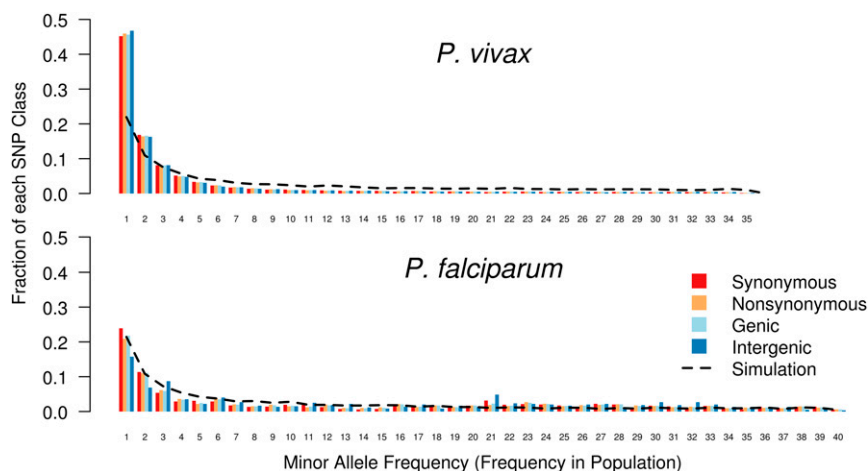 Fraction of each SNP Class
0.5
0.4
0.3
0.2
0.1
0.0
P. vivax
1 2 3 4 5 6 7 8 9 10 11 12 13 14 15 16 17 18 19 20 21 22 23 24 25 26 27 28 29 30 31 32 33 34 35
0.5
0.4
0.3
0.2
0.1
0.0
P. falciparum
Synonymous
Nonsynonymous
Genic
Intergenic
Simulation
1 2 3 4 5 6 7 8 9 10 11 12 13 14 15 16 17 18 19 20 21 22 23 24 25 26 27 28 29 30 31 32 33 34 35 36 37 38 39 40
Minor Allele Frequency (Frequency in Population)